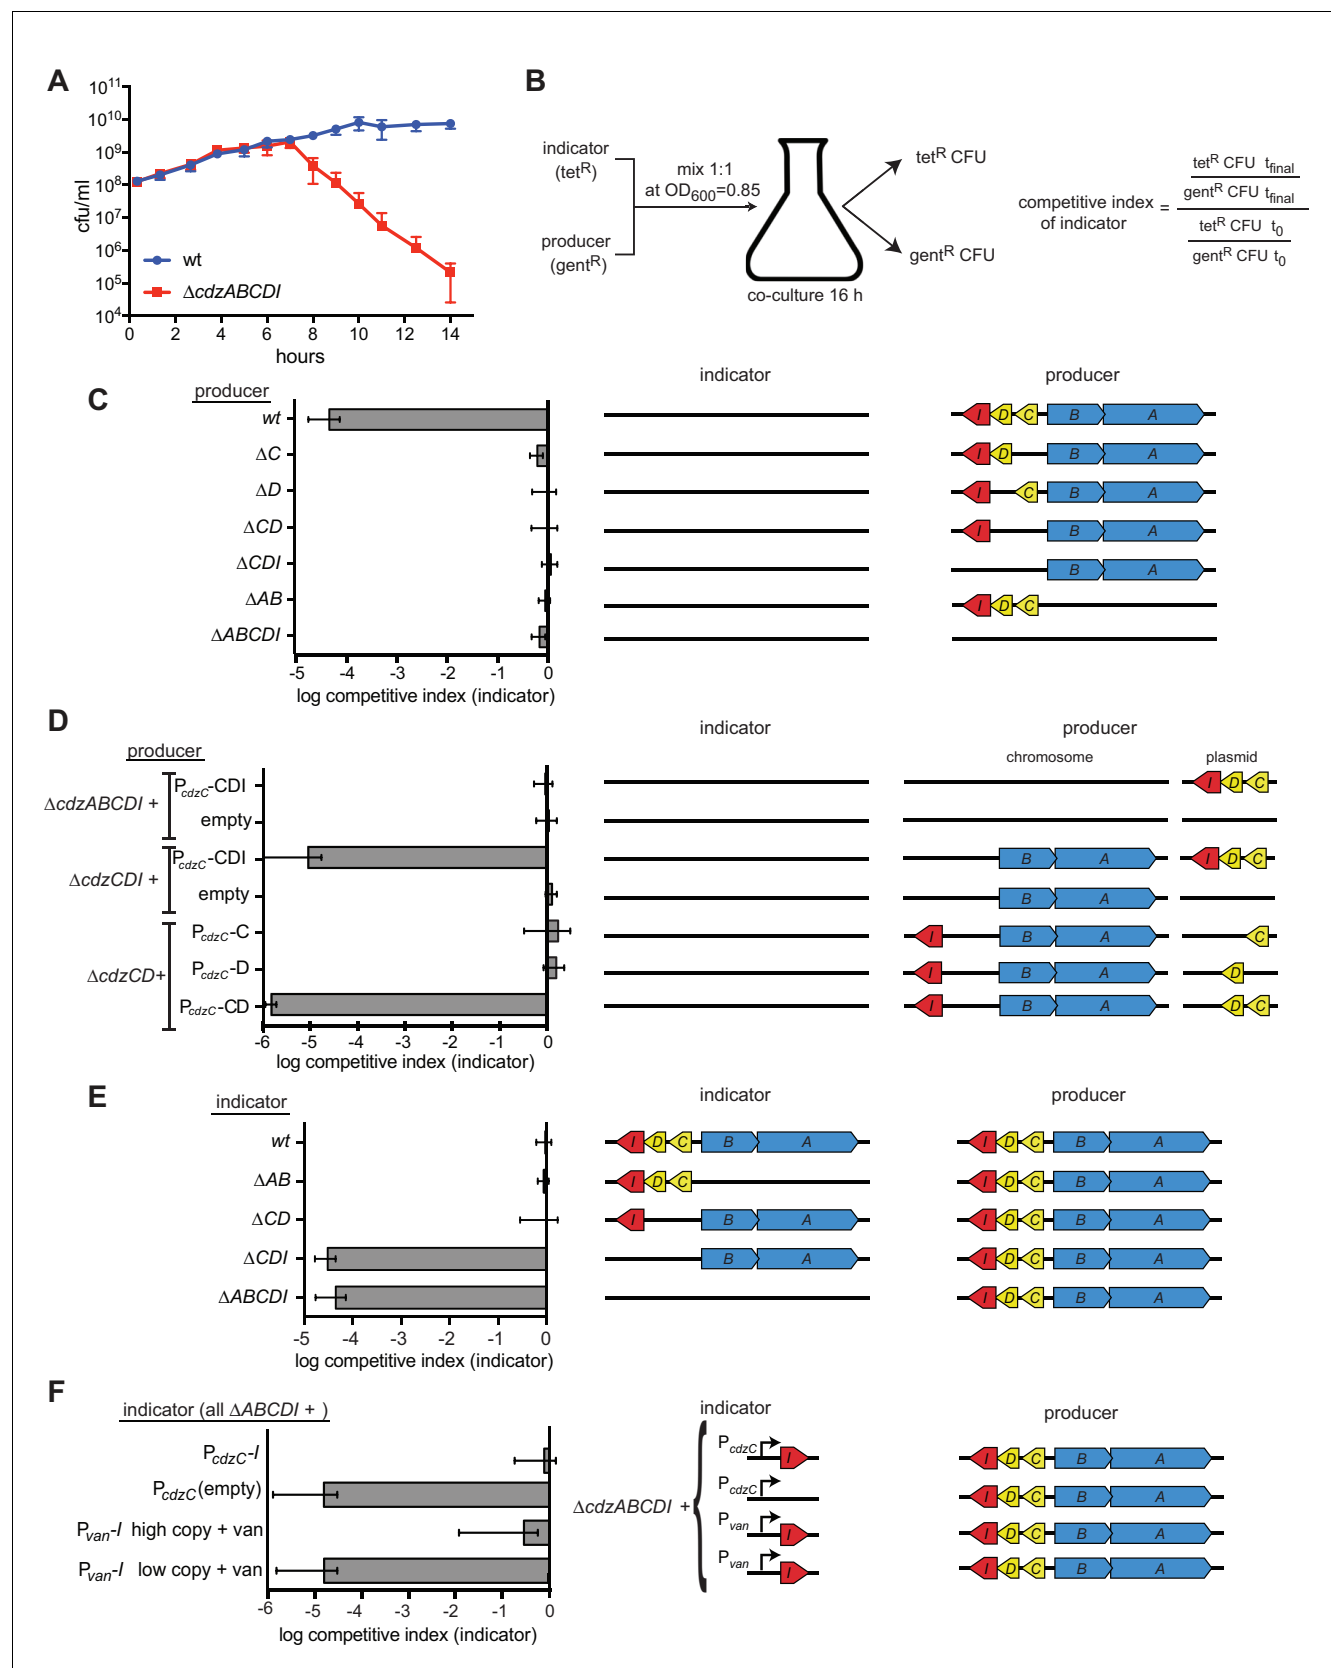 A
cfu/ml
10^11
10^10
10^9
10^8
10^7
10^6
10^5
10^4
wt
ΔcdzABCDI
0 2 4 6 8 10 12 14
hours
B
indicator
(tet^R)
producer
(gent^R)
mix 1:1
at OD_600=0.85
co-culture 16 h
tet^R CFU
gent^R CFU
competitive index
of indicator
=
tet^R CFU t_final
gent^R CFU t_final
tet^R CFU t_0
gent^R CFU t_0
C
producer
indicator
producer
wt
I D C B A
ΔC
I D B A
ΔD
I C B A
ΔCD
I B A
ΔCDI
B A
ΔAB
I D C
ΔABCDI
-5 -4 -3 -2 -1 0
log competitive index (indicator)
D
producer
indicator
producer
chromosome plasmid
ΔcdzABCDI +
P_cdzC-CDI
I D C
empty
ΔcdzCDI +
P_cdzC-CDI
B A I D C
empty
B A
ΔcdzCD+
P_cdzC-C
I B A C
P_cdzC-D
I B A D
P_cdzC-CD
I B A D C
-6 -5 -4 -3 -2 -1 0
log competitive index (indicator)
E
indicator
indicator
producer
wt
I D C B A I D C B A
ΔAB
I D C I D C B A
ΔCD
I B A I D C B A
ΔCDI
B A I D C B A
ΔABCDI
I D C B A
-5 -4 -3 -2 -1 0
log competitive index (indicator)
F
indicator (all ΔABCDI + )
indicator
producer
P_cdzC-I
P_cdzC(empty)
P_van-I high copy + van
P_van-I low copy + van
-6 -5 -4 -3 -2 -1 0
log competitive index (indicator)
ΔcdzABCDI +
P_cdzC I
P_cdzC
P_van I
P_van I
I D C B A
I D C B A
I D C B A
I D C B A